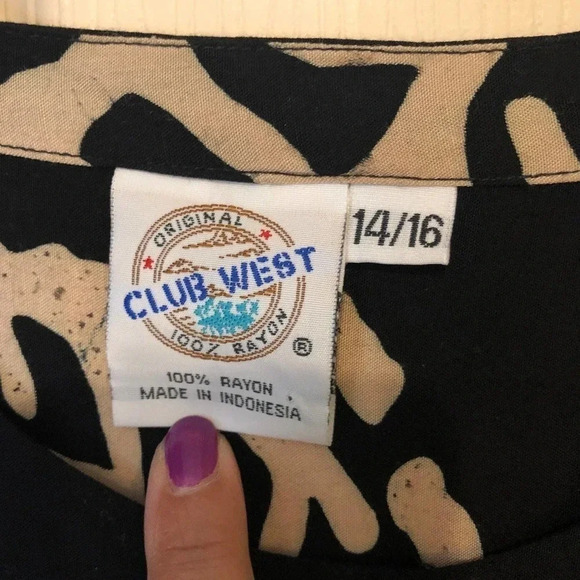 ORIGINAL
CLUB WEST
100% RAYON
®
100% RAYON
MADE IN INDONESIA
14/16